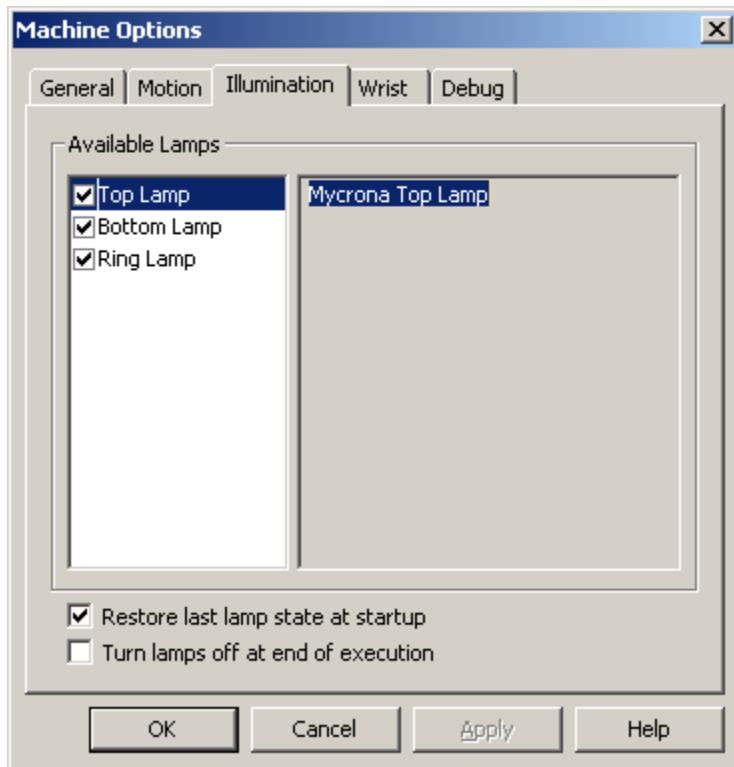 Machine Options
General Motion Illumination Wrist Debug
Available Lamps
Top Lamp Mycrona Top Lamp
Bottom Lamp
Ring Lamp
Restore last lamp state at startup
Turn lamps off at end of execution
OK Cancel Apply Help